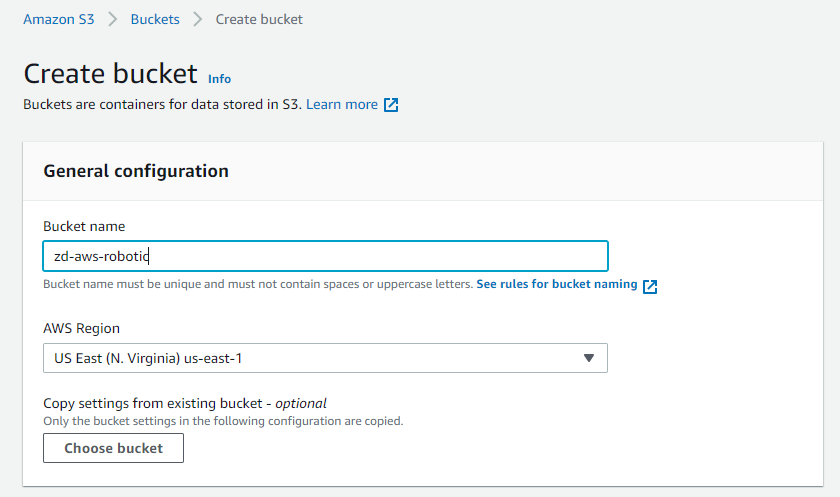 Amazon S3 > Buckets > Create bucket
Create bucket Info
Buckets are containers for data stored in S3. Learn more
General configuration
Bucket name
zd-aws-robotic
Bucket name must be unique and must not contain spaces or uppercase letters. See rules for bucket naming
AWS Region
US East (N. Virginia) us-east-1
Copy settings from existing bucket - optional
Only the bucket settings in the following configuration are copied.
Choose bucket